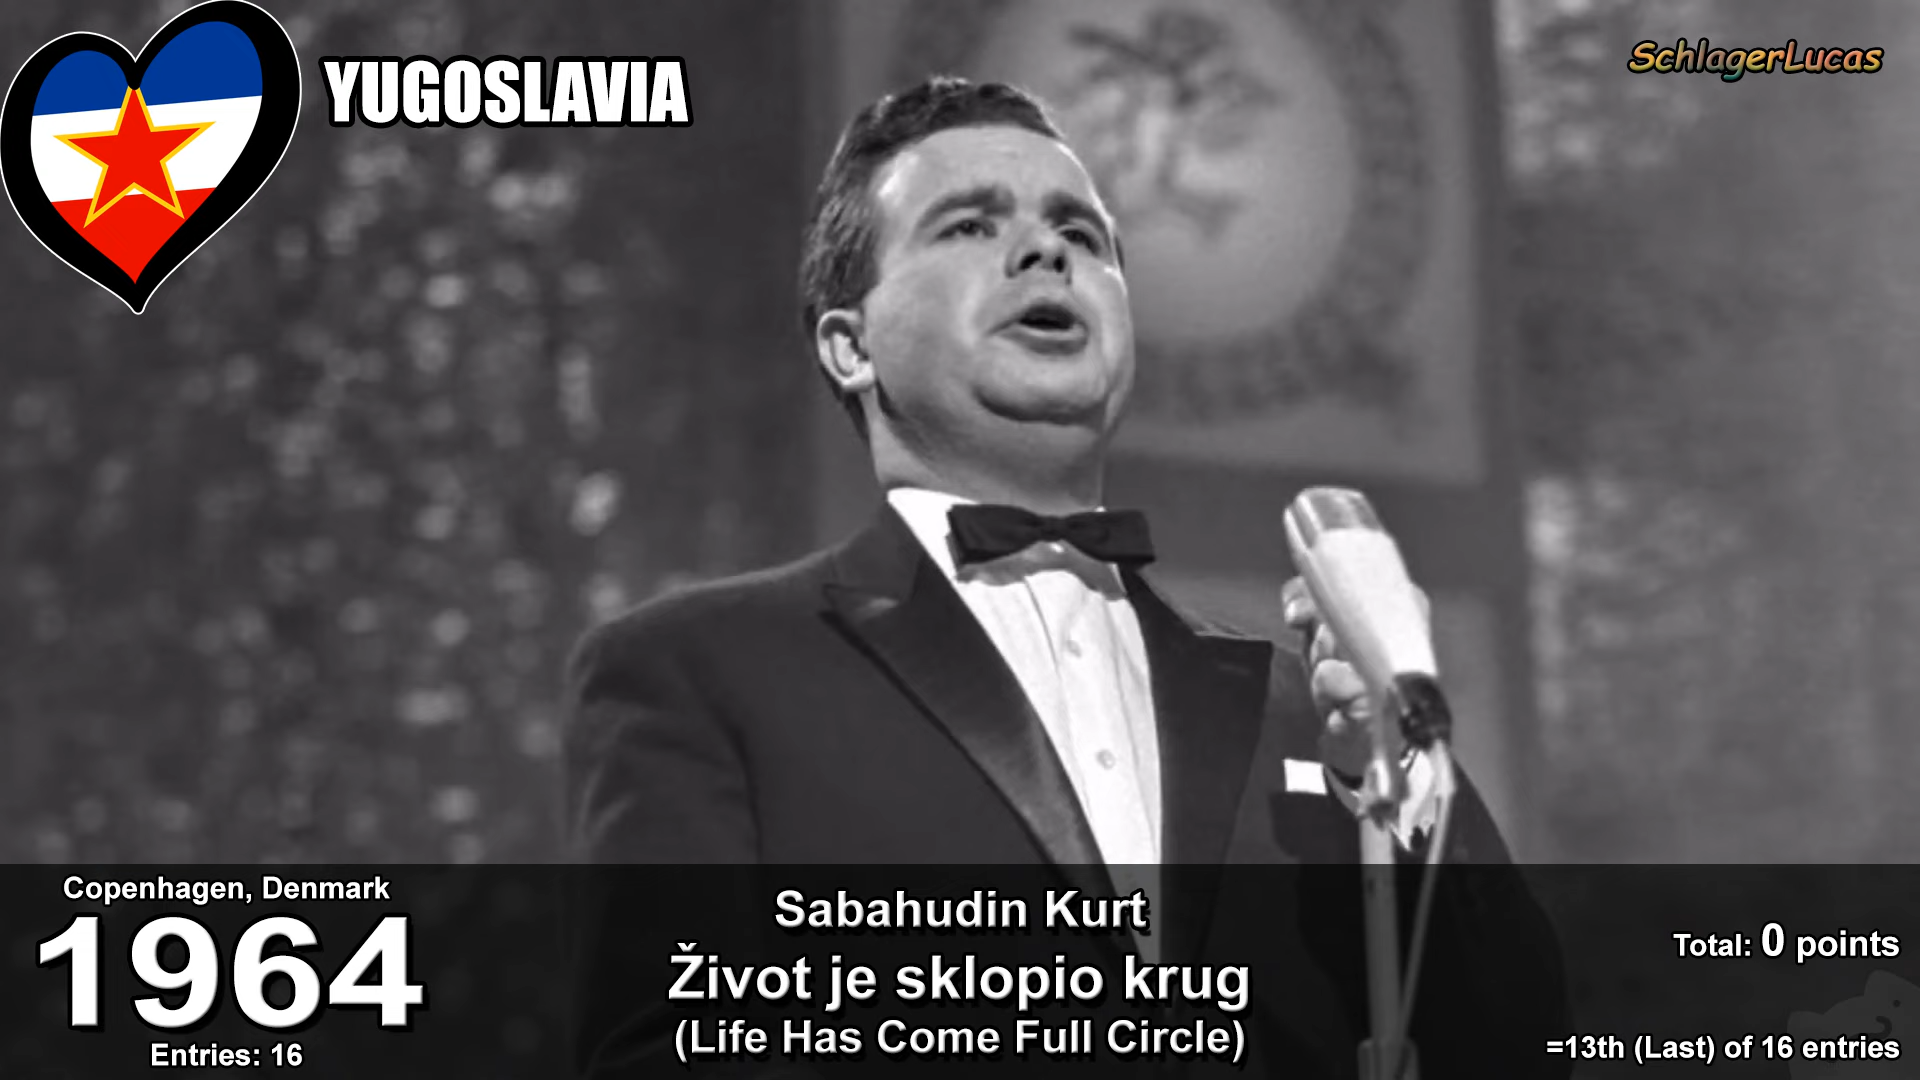 YUGOSLAVIA
SchlagerLucas
Copenhagen, Denmark
1964
Entries: 16
Sabahudin Kurt
Život je sklopio krug
(Life Has Come Full Circle)
Total: 0 points
=13th (Last) of 16 entries